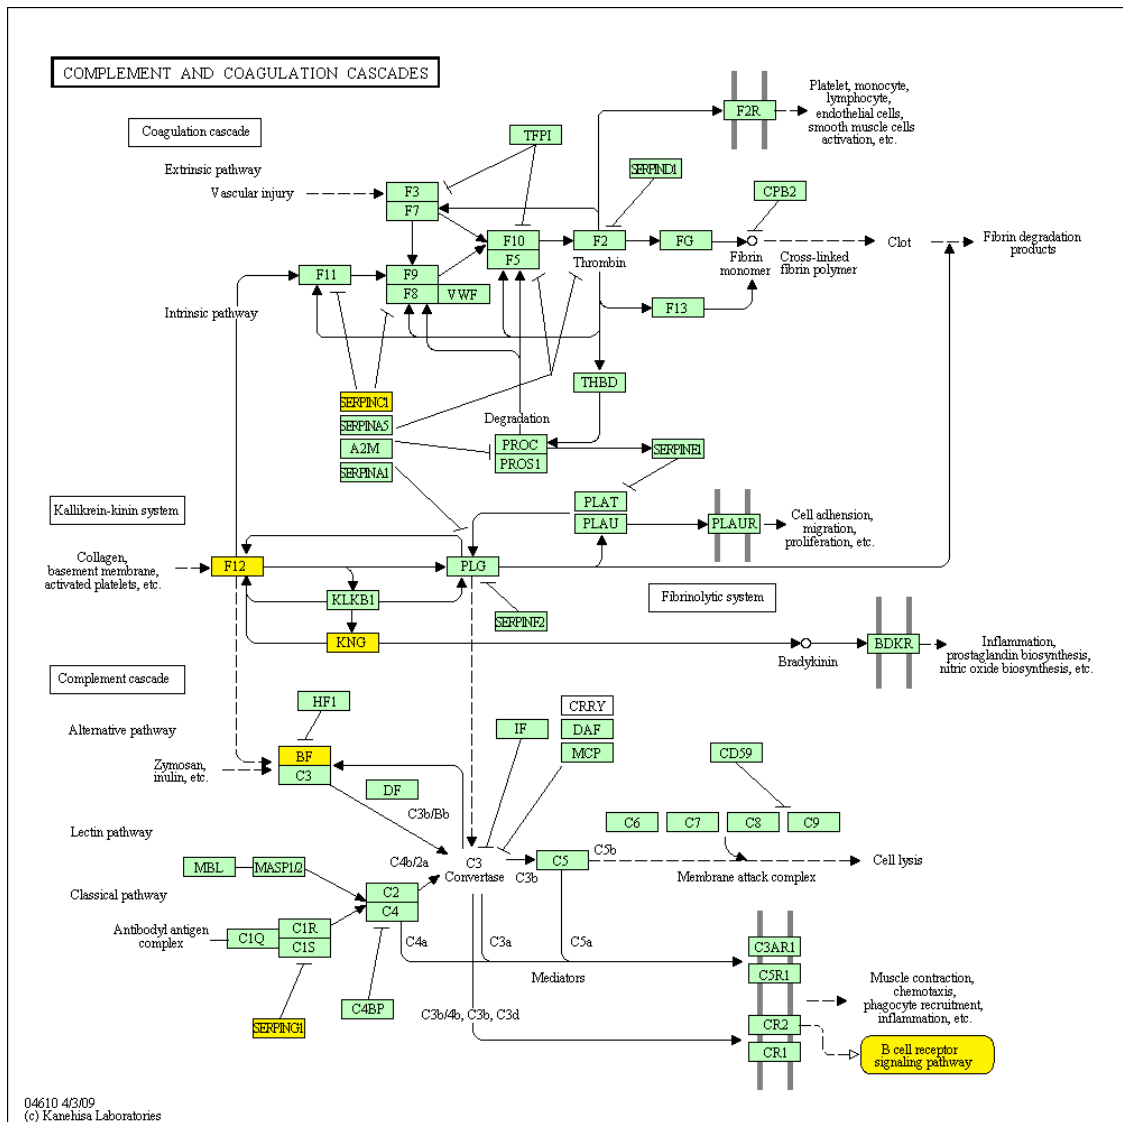 COMPLEMENT AND COAGULATION CASCADES
Coagulation cascade
Extrinsic pathway
Vascular injury
F3
F7
TFPI
SERPIND1
F2R
Platelet, monocyte,
lymphocyte,
endothelial cells,
smooth muscle cells
activation, etc.
CPB2
F10
F5
F2
Thrombin
FG
Fibrin
monomer
Cross-linked
fibrin polymer
Clot
Fibrin degradation
products
F11
F9
F8
VWF
F13
Intrinsic pathway
THBD
SERPINC1
SERPINA5
A2M
SERPINA1
Degradation
PROC
PROS1
SERPINE1
Kallikrein-kinin system
PLAT
PLAU
PLAUR
Cell adhension,
migration,
proliferation, etc.
Collagen,
basement membrane,
activated platelets, etc.
F12
PLG
KLKB1
Fibrinolytic system
SERPINF2
KNG
Bradykinin
BDKR
Inflammation,
prostaglandin biosynthesis,
nitric oxide biosynthesis, etc.
Complement cascade
HF1
CRRY
Alternative pathway
IF
DAF
MCP
CD59
BF
C3
Zymosan,
inulin, etc.
DF
C3b/Bb
C6
C7
C8
C9
Lectin pathway
C4b/2a
C3
Convertase
C3b
C5
C5b
Membrane attack complex
Cell lysis
MBL
MASP1/2
Classical pathway
C2
C4
Antibodyl antigen
complex
C1Q
C1R
C1S
C4a
C3a
C5a
Mediators
C3AR1
C5R1
Muscle contraction,
chemotaxis,
phagocyte recruitment,
inflammation, etc.
C4BP
SERPING1
C3b/4b, C3b, C3d
CR2
CR1
B cell receptor
signaling pathway
04610 4/3/09
(c) Kanehisa Laboratories